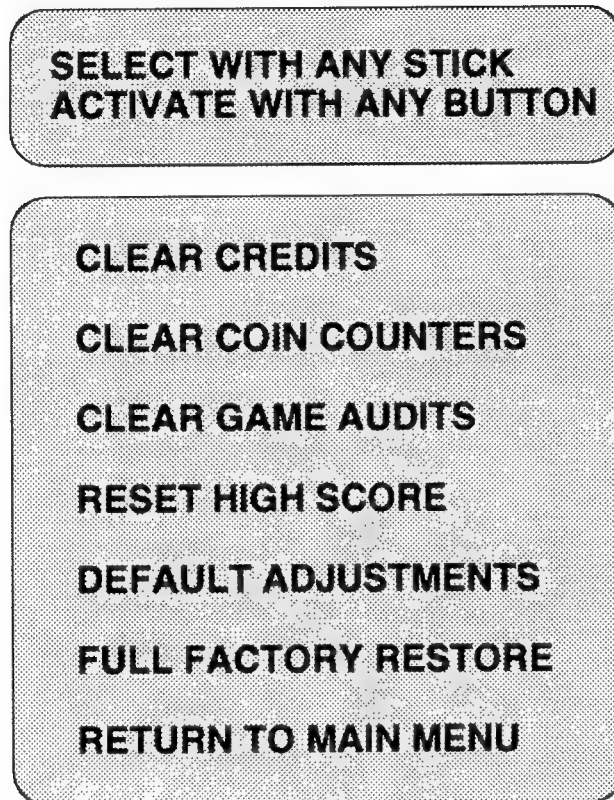 SELECT WITH ANY STICK
ACTIVATE WITH ANY BUTTON
CLEAR CREDITS
CLEAR COIN COUNTERS
CLEAR GAME AUDITS
RESET HIGH SCORE
DEFAULT ADJUSTMENTS
FULL FACTORY RESTORE
RETURN TO MAIN MENU